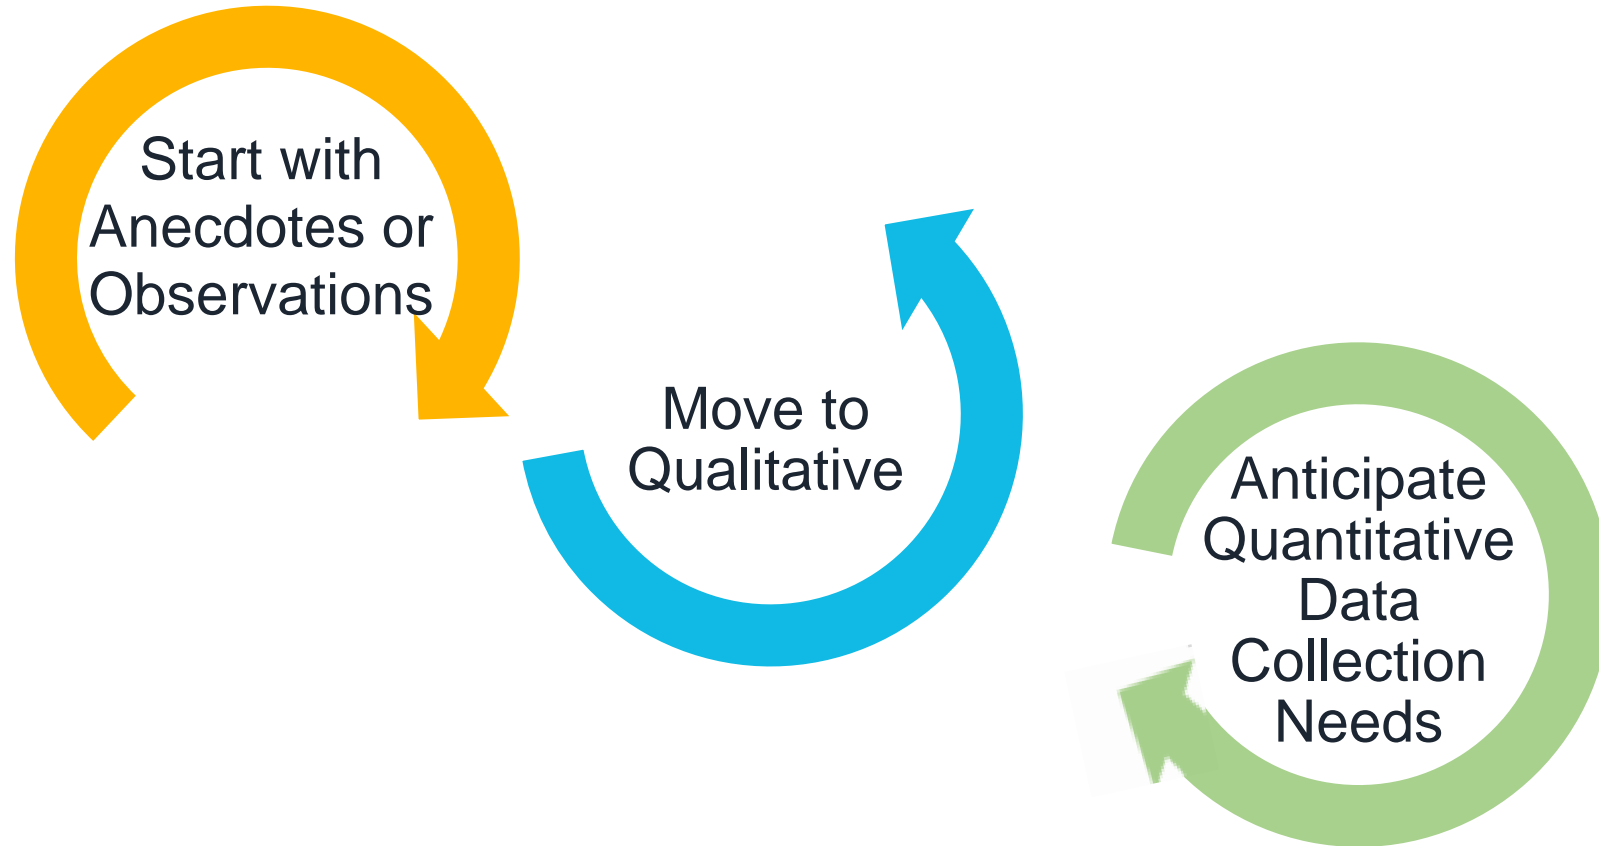 Start with
Anecdotes or
Observations
Move to
Qualitative
Anticipate
Quantitative
Data
Collection
Needs